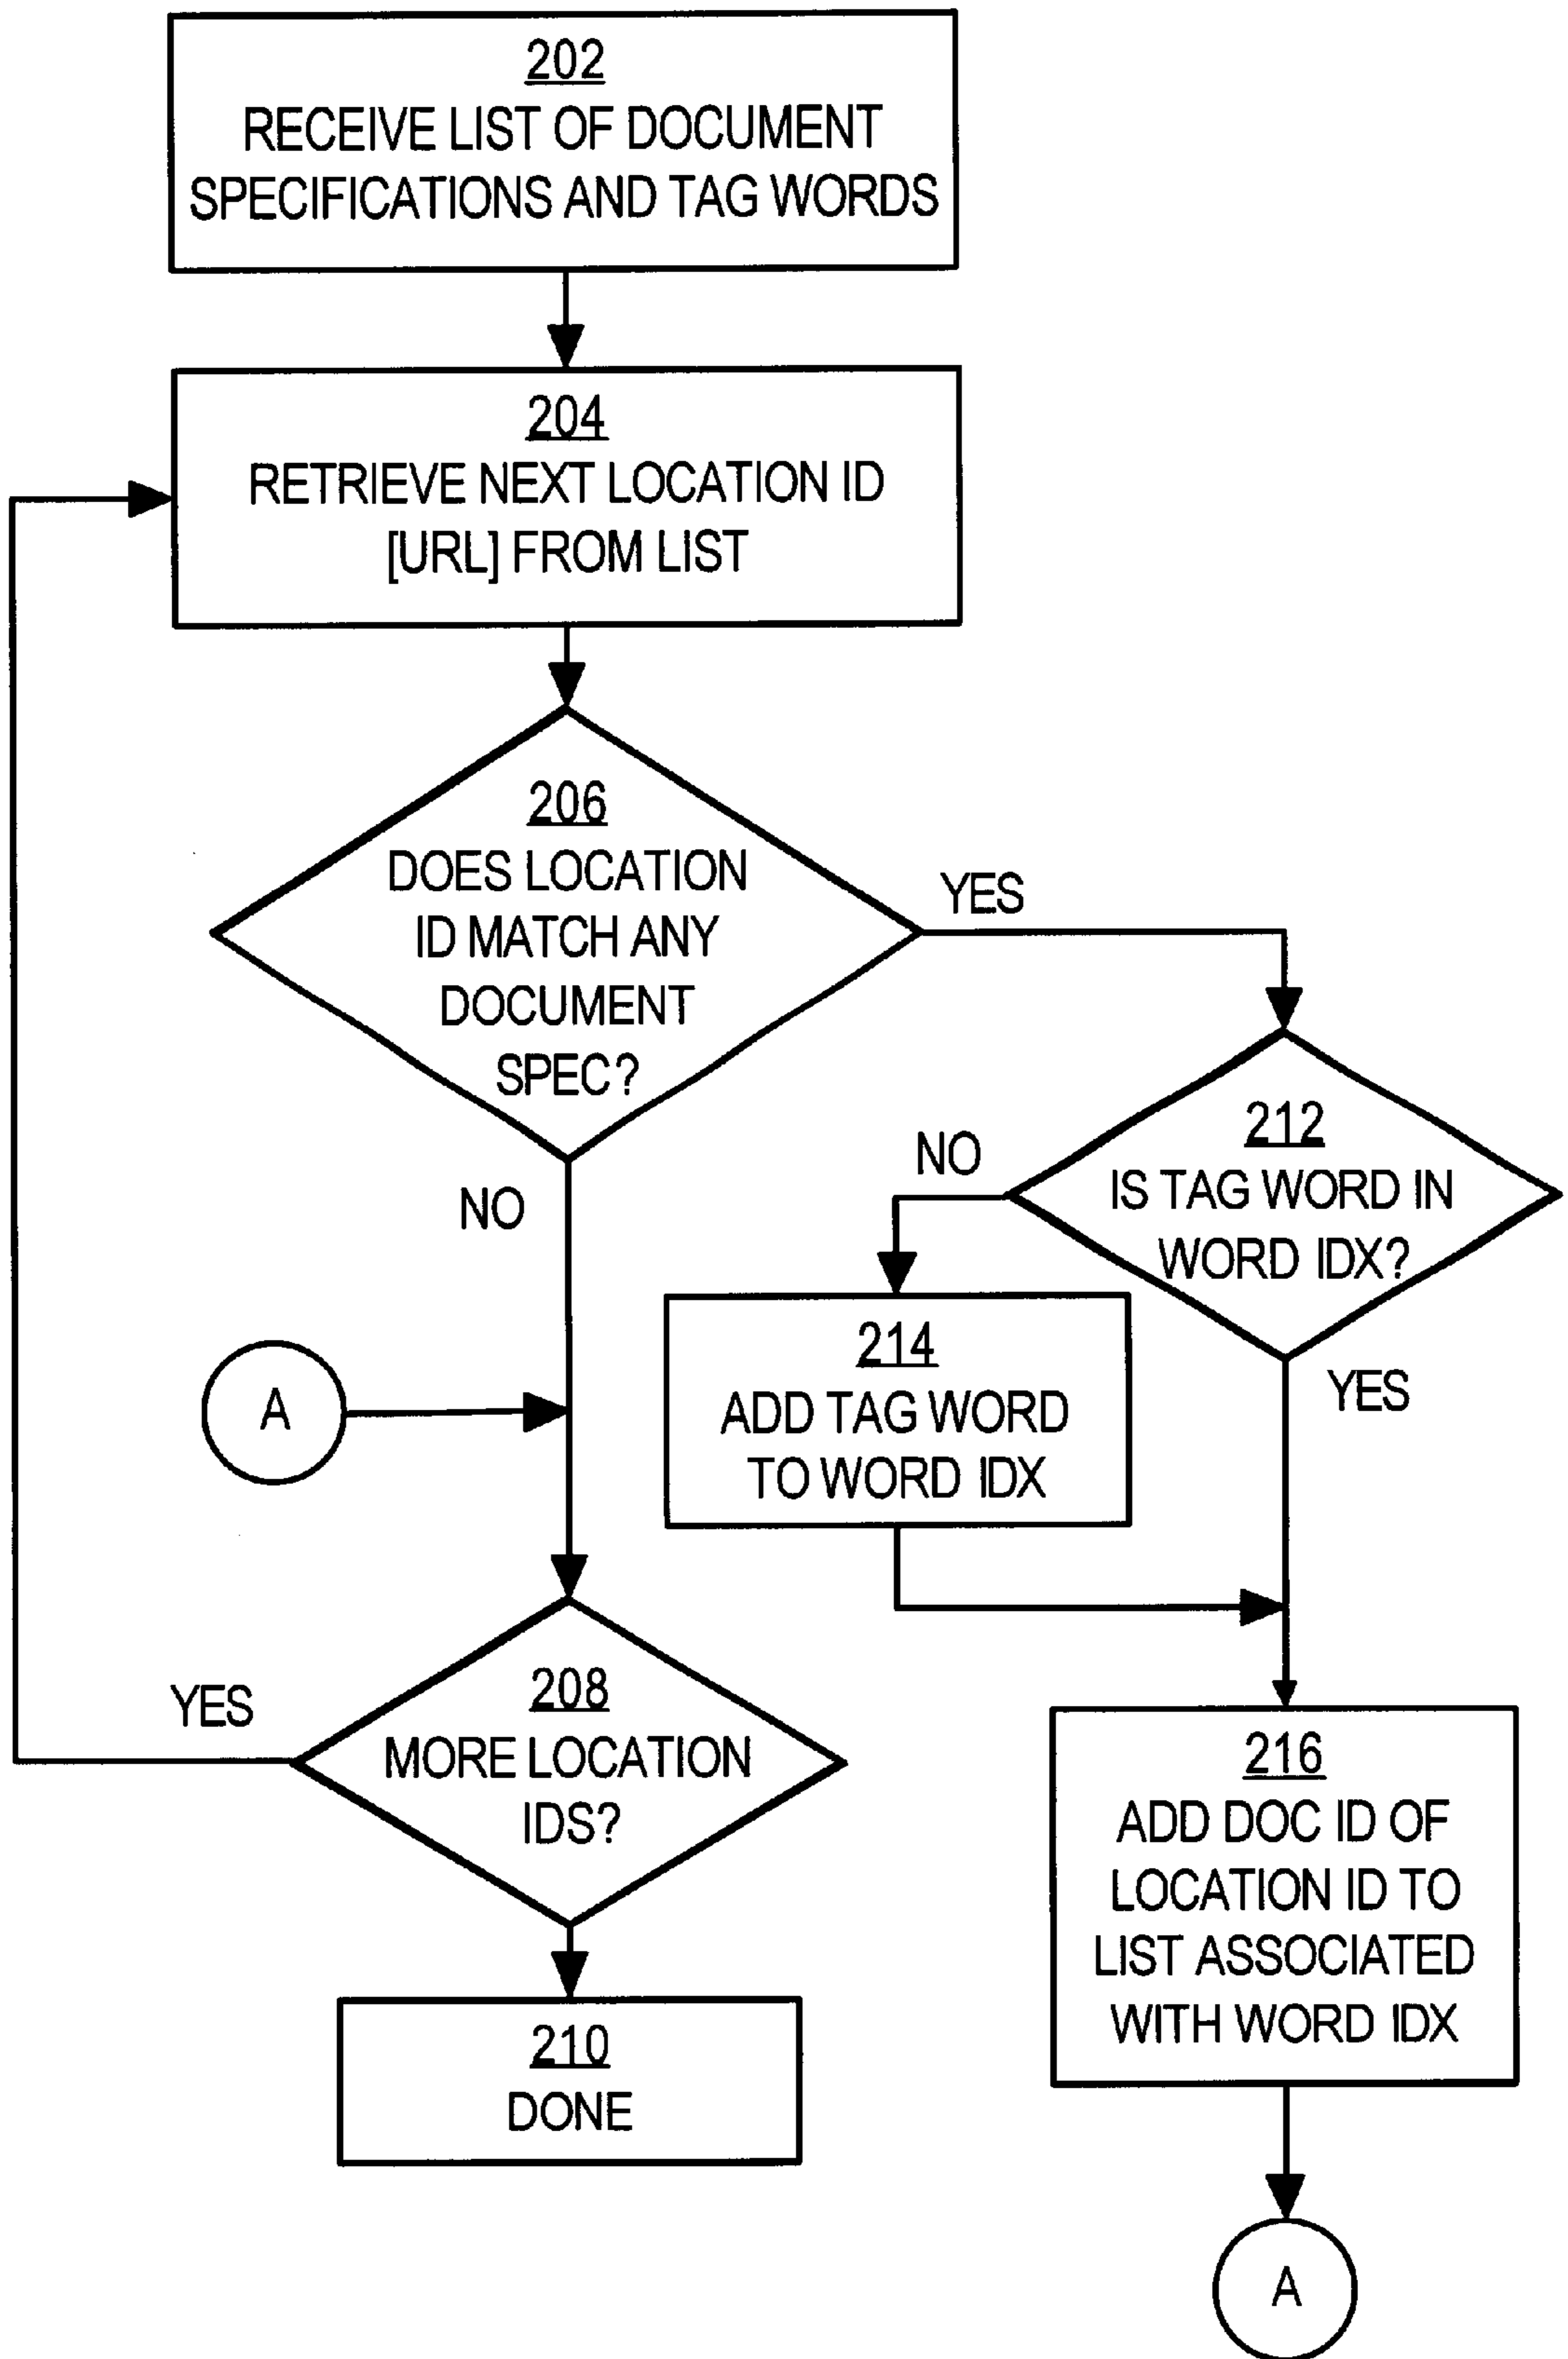 202
RECEIVE LIST OF DOCUMENT
SPECIFICATIONS AND TAG WORDS
204
RETRIEVE NEXT LOCATION ID
[URL] FROM LIST
206
DOES LOCATION
ID MATCH ANY
DOCUMENT
SPEC?
YES
NO
212
IS TAG WORD IN
WORD IDX?
NO
YES
214
ADD TAG WORD
TO WORD IDX
A
208
MORE LOCATION
IDS?
YES
210
DONE
216
ADD DOC ID OF
LOCATION ID TO
LIST ASSOCIATED
WITH WORD IDX
A